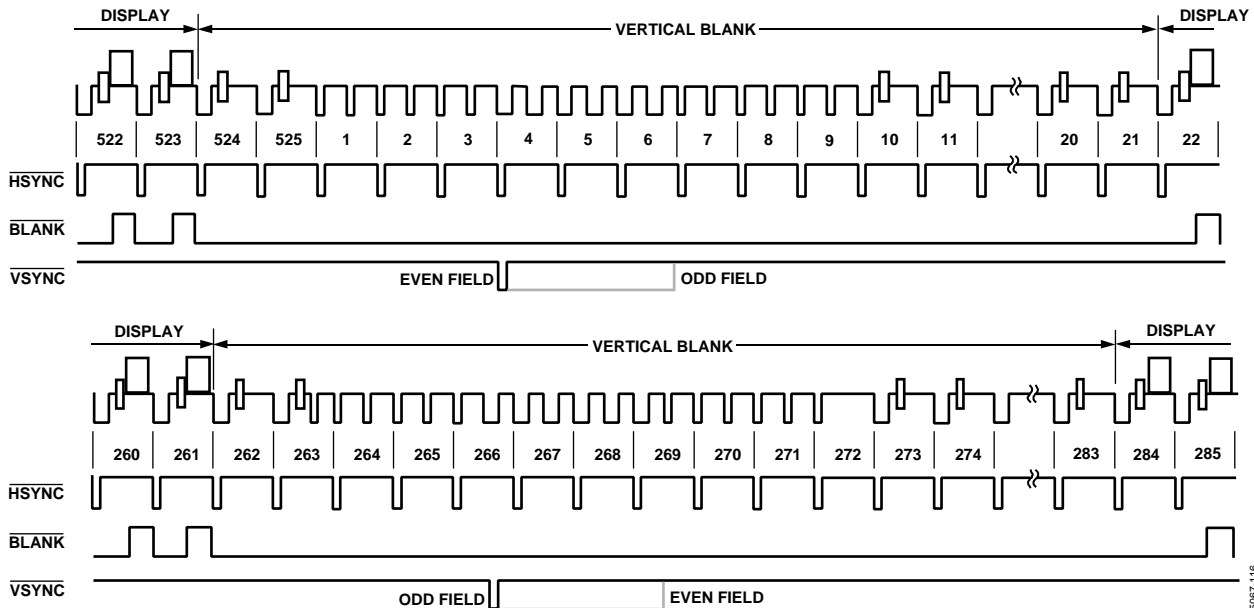 DISPLAY VERTICAL BLANK DISPLAY
522 523 524 525 1 2 3 4 5 6 7 8 9 10 11 20 21 22
HSYNC
BLANK
VSYNC
EVEN FIELD ODD FIELD
DISPLAY VERTICAL BLANK DISPLAY
260 261 262 263 264 265 266 267 268 269 270 271 272 273 274 283 284 285
HSYNC
BLANK
VSYNC
ODD FIELD EVEN FIELD